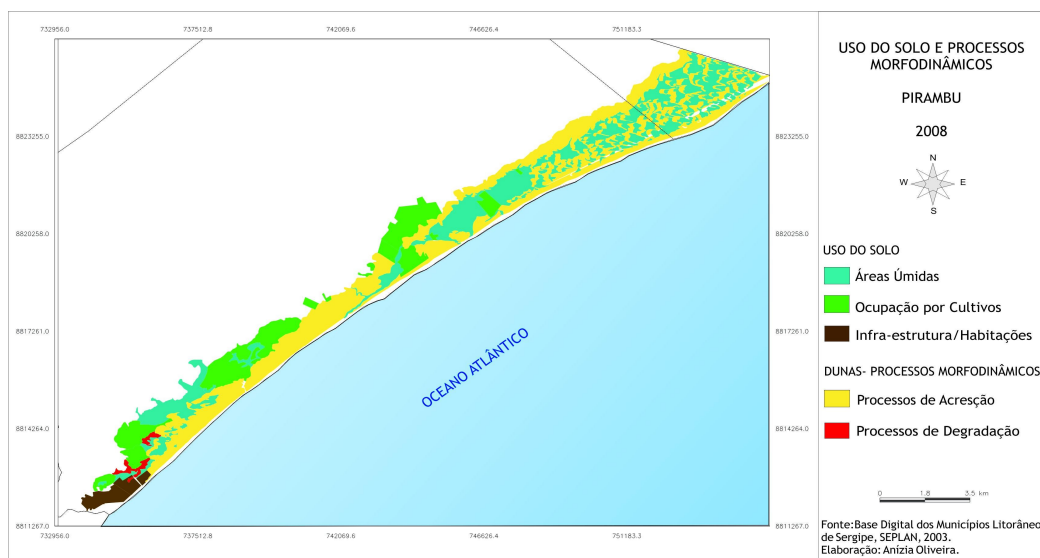 732956.0
737512.8
742069.6
746626.4
751183.3
8823255.0
8823255.0
8820258.0
8820258.0
8817261.0
8817261.0
8814264.0
8814264.0
8811267.0
8811267.0
732956.0
737512.8
742069.6
746626.4
751183.3
OCEANO ATLÂNTICO
USO DO SOLO E PROCESSOS
MORFODINÂMICOS
PIRAMBU
2008
N
W E
S
USO DO SOLO
Áreas Úmidas
Ocupação por Cultivos
Infra-estrutura/Habitações
DUNAS- PROCESSOS MORFODINÂMICOS
Processos de Acresção
Processos de Degradação
0 1.8 3.5 km
Fonte:Base Digital dos Municípios Litorâneo
de Sergipe, SEPLAN, 2003.
Elaboração: Anízia Oliveira.